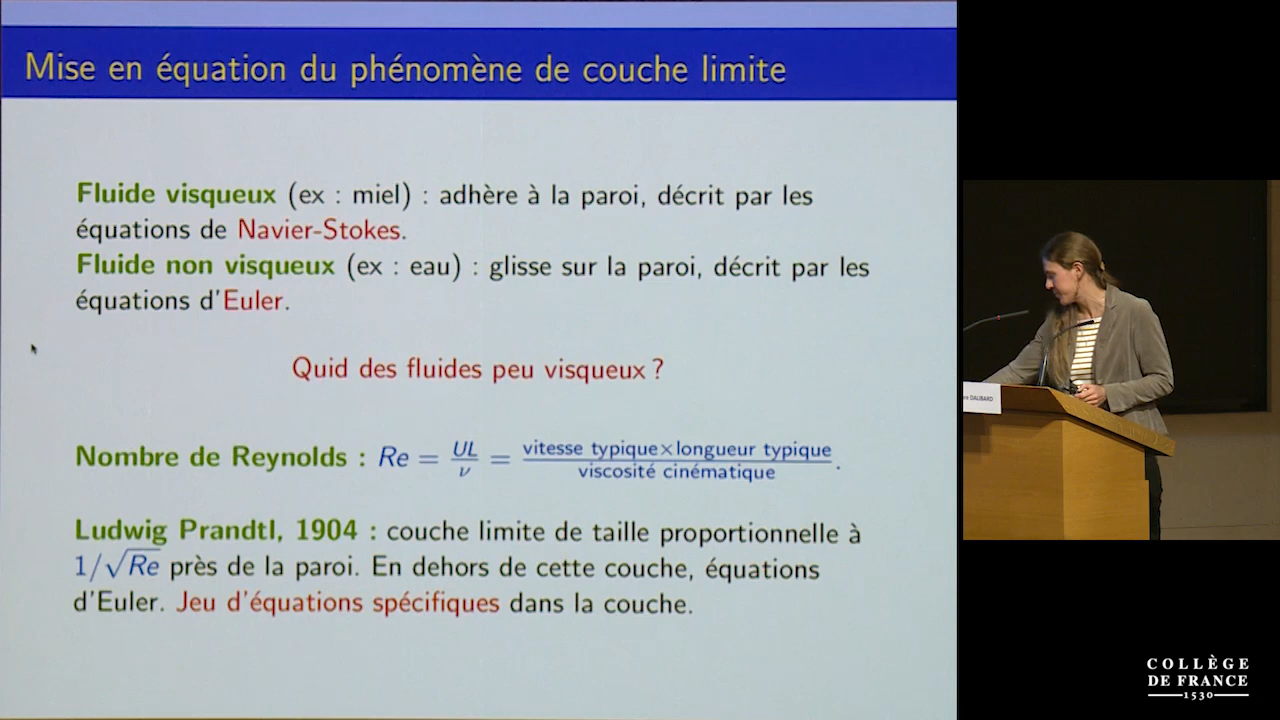 Mise en équation du phénomène de couche limite
Fluide visqueux (ex : miel) : adhère à la paroi, décrit par les
équations de Navier-Stokes.
Fluide non visqueux (ex : eau) : glisse sur la paroi, décrit par les
équations d'Euler.
Quid des fluides peu visqueux ?
Nombre de Reynolds : Re = UL/ν = vitesse typique×longueur typique/viscosité cinématique.
Ludwig Prandtl, 1904 : couche limite de taille proportionnelle à
1/√Re près de la paroi. En dehors de cette couche, équations
d'Euler. Jeu d'équations spécifiques dans la couche.
DALIBARD
COLLÈGE
DE FRANCE
1530